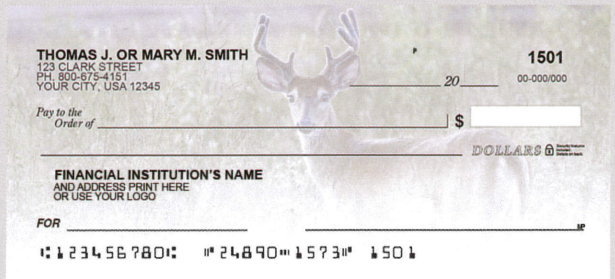 THOMAS J. OR MARY M. SMITH
123 CLARK STREET
PH. 800-675-4151
YOUR CITY, USA 12345
1501
20
00-000/000
Pay to the
Order of
$
DOLLARS
FINANCIAL INSTITUTION'S NAME
AND ADDRESS PRINT HERE
OR USE YOUR LOGO
FOR
MP
⑆123456780⑆ ⑈24890⑉1573⑈ 1501